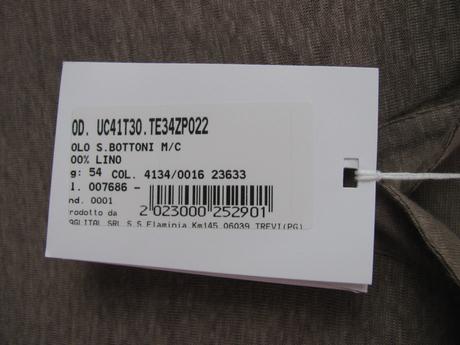 OD. UC41T30.TE34ZP022
OLO S.BOTTONI M/C
00% LINO
g: 54 COL. 4134/0016 23633
l. 007686 -
nd. 0001
rodotto da
2 023000 252901
AGLITAL SRL S.S.Flaminia Km145 06039 TREVI(PG)